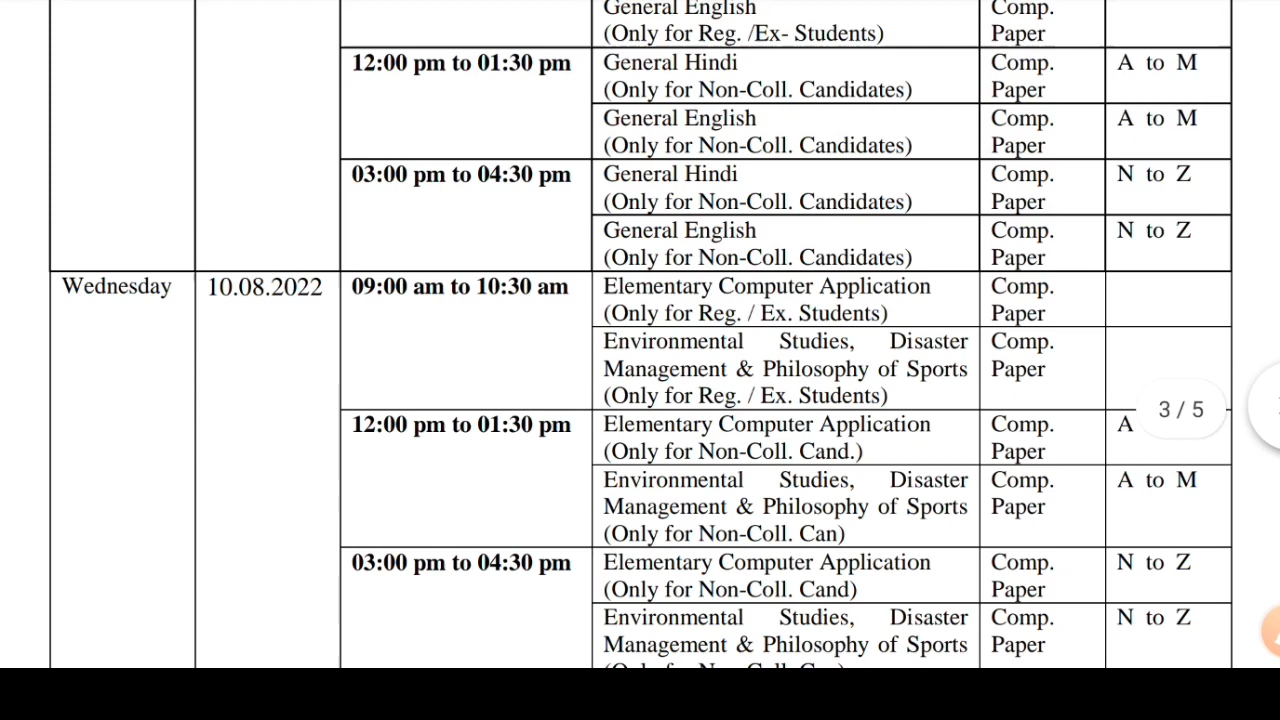 General English
(Only for Reg. /Ex- Students)
Comp.
Paper
12:00 pm to 01:30 pm
General Hindi
(Only for Non-Coll. Candidates)
Comp.
Paper
A to M
General English
(Only for Non-Coll. Candidates)
Comp.
Paper
A to M
03:00 pm to 04:30 pm
General Hindi
(Only for Non-Coll. Candidates)
Comp.
Paper
N to Z
General English
(Only for Non-Coll. Candidates)
Comp.
Paper
N to Z
Wednesday
10.08.2022
09:00 am to 10:30 am
Elementary Computer Application
(Only for Reg. / Ex. Students)
Comp.
Paper
Environmental Studies, Disaster
Management & Philosophy of Sports
(Only for Reg. / Ex. Students)
Comp.
Paper
3 / 5
12:00 pm to 01:30 pm
Elementary Computer Application
(Only for Non-Coll. Cand.)
Comp.
Paper
A
Environmental Studies, Disaster
Management & Philosophy of Sports
(Only for Non-Coll. Can)
Comp.
Paper
A to M
03:00 pm to 04:30 pm
Elementary Computer Application
(Only for Non-Coll. Cand)
Comp.
Paper
N to Z
Environmental Studies, Disaster
Management & Philosophy of Sports
Comp.
Paper
N to Z